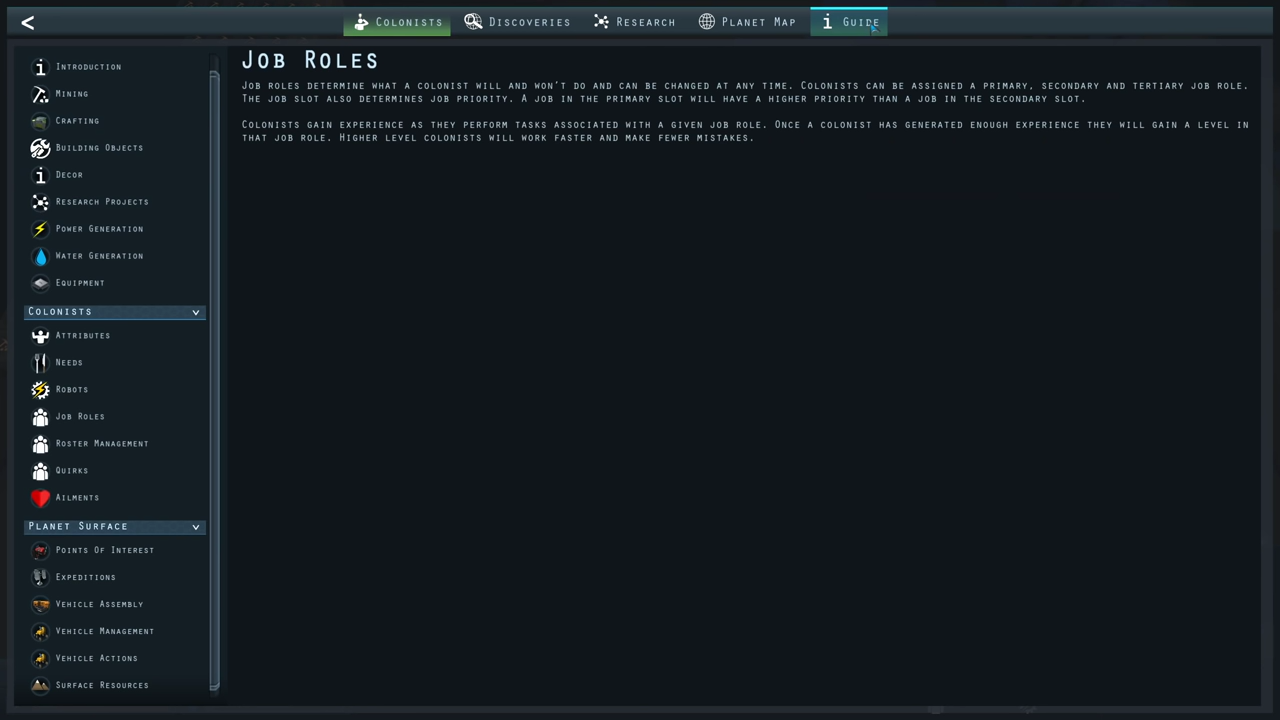 <
Colonists
Discoveries
Research
Planet Map
Guide
Introduction
Mining
Crafting
Building Objects
Decor
Research Projects
Power Generation
Water Generation
Equipment
Colonists
Attributes
Needs
Robots
Job Roles
Roster Management
Quirks
Ailments
Planet Surface
Points Of Interest
Expeditions
Vehicle Assembly
Vehicle Management
Vehicle Actions
Surface Resources
Job Roles
Job roles determine what a colonist will and won't do and can be changed at any time. Colonists can be assigned a primary, secondary and tertiary job role.
The job slot also determines job priority. A job in the primary slot will have a higher priority than a job in the secondary slot.
Colonists gain experience as they perform tasks associated with a given job role. Once a colonist has generated enough experience they will gain a level in
that job role. Higher level colonists will work faster and make fewer mistakes.